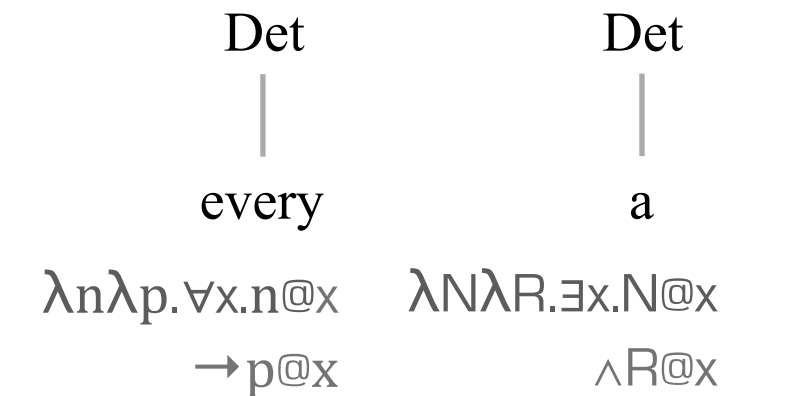 Det Det
every a
λnλp.∀x.n@x λNλR.∃x.N@x
→p@x ∧R@x